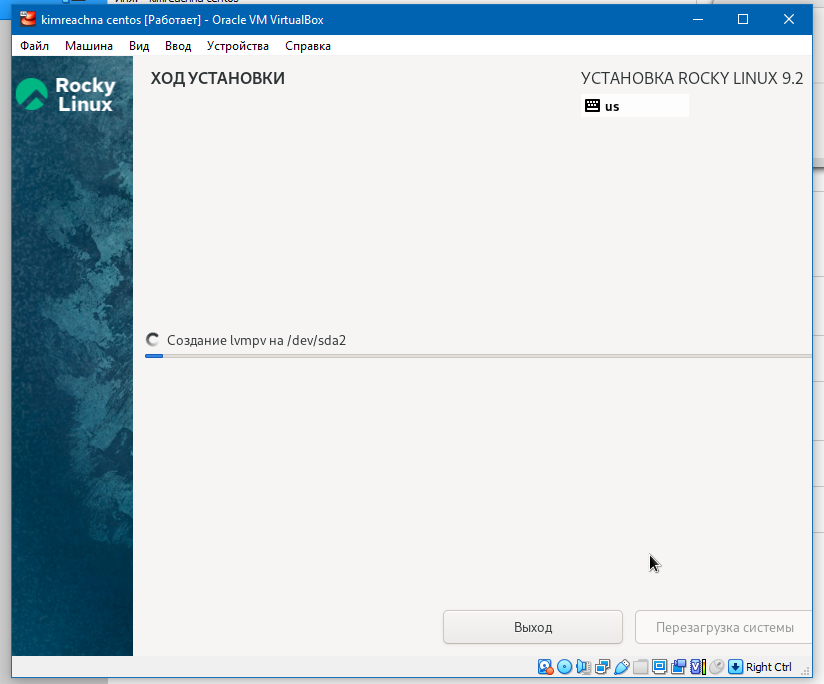 kimreachna centos [Работает] - Oracle VM VirtualBox
Файл Машина Вид Ввод Устройства Справка
Rocky
Linux
ХОД УСТАНОВКИ
УСТАНОВКА ROCKY LINUX 9.2
us
Создание lvmpv на /dev/sda2
Выход
Перезагрузка системы
Right Ctrl